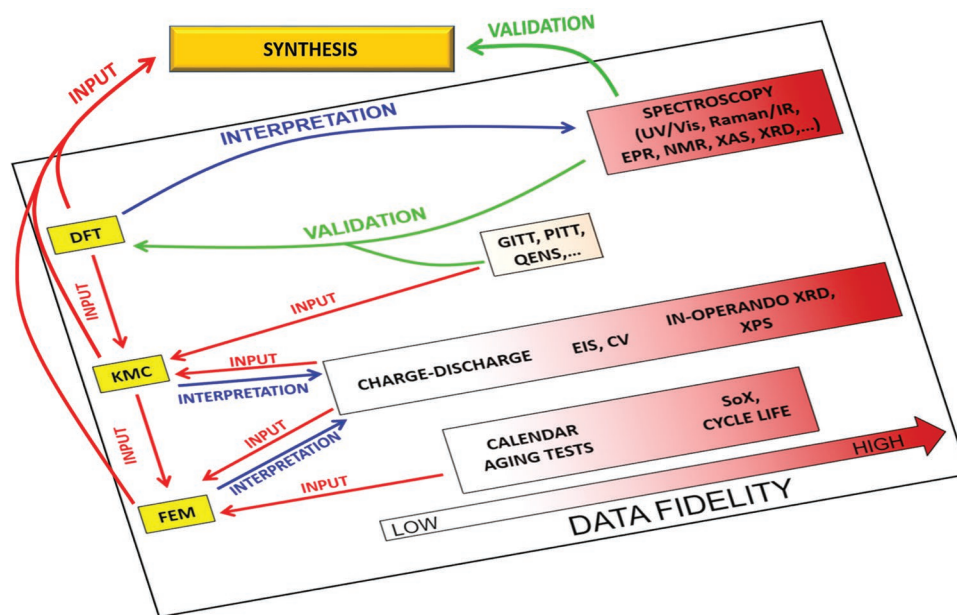 VALIDATION
SYNTHESIS
INPUT
INTERPRETATION
SPECTROSCOPY
(UV/Vis, Raman/IR,
EPR, NMR, XAS, XRD,...)
DFT
VALIDATION
GITT, PITT,
QENS,...
INPUT
INPUT
KMC
INPUT
INTERPRETATION
CHARGE-DISCHARGE
EIS, CV
IN-OPERANDO XRD,
XPS
INPUT
INPUT
INTERPRETATION
CALENDAR
AGING TESTS
SoX,
CYCLE LIFE
INPUT
FEM
LOW
HIGH
DATA FIDELITY